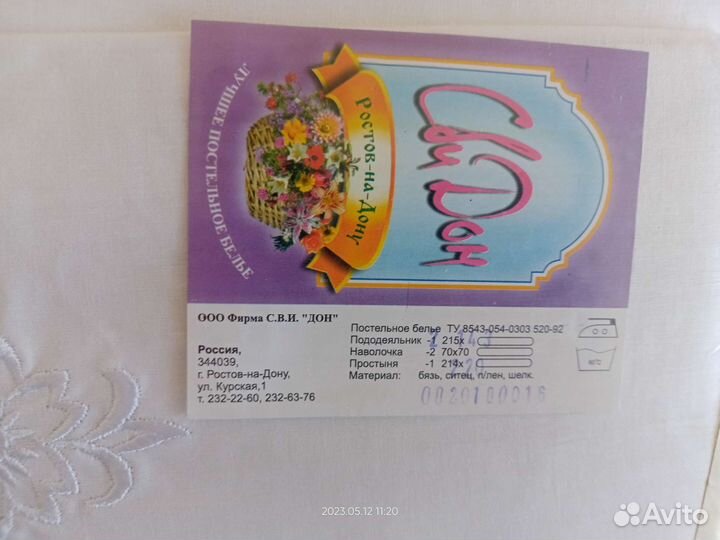 ЛУЧШЕЕ ПОСТЕЛЬНОЕ БЕЛЬЕ
Ростов-на-Дону
Сви Дон
ООО Фирма С.В.И. "ДОН"
Россия,
344039,
г. Ростов-на-Дону,
ул. Курская,1
т. 232-22-60, 232-63-76
Постельное белье ТУ 8543-054-0303 520-92
Пододеяльник -1 215х
Наволочка -2 70х70
Простыня -1 214х
Материал: бязь, ситец, п/лен, шелк.
0020100016
2023.05.12 11:20
Avito